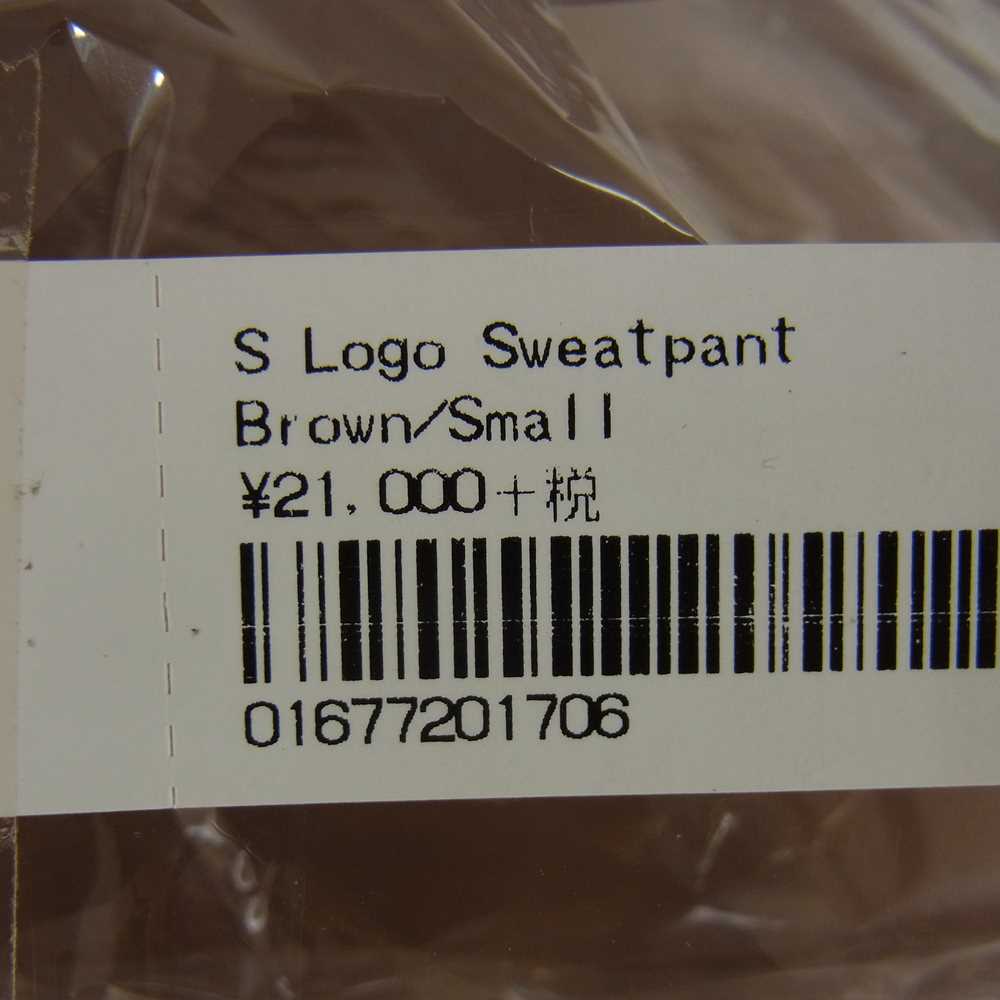 S Logo Sweatpant
Brown/Small
¥21,000+税
01677201706